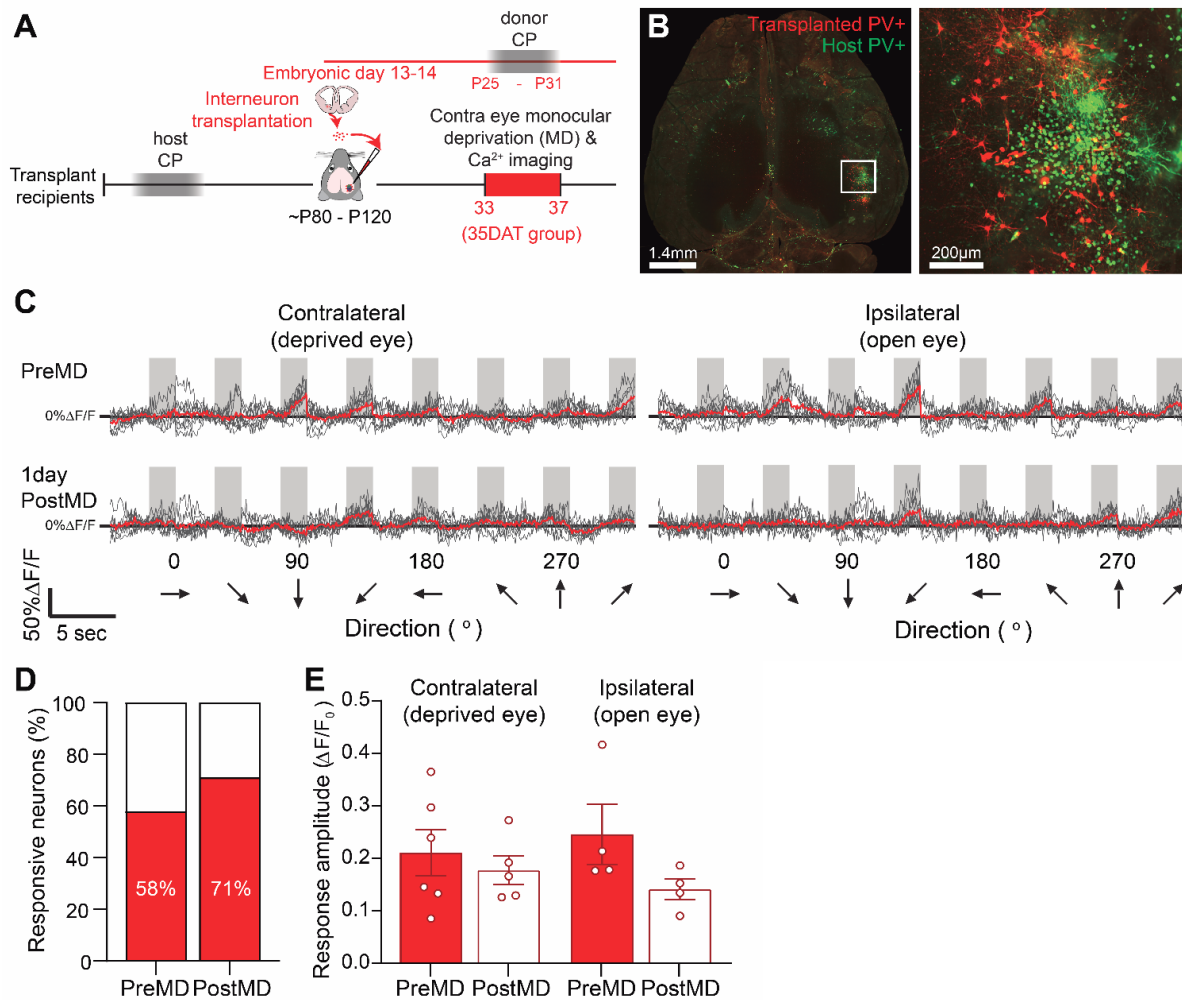 A
donor
CP
Embryonic day 13-14
P25 - P31
Interneuron
transplantation
host
CP
Contra eye monocular
deprivation (MD) &
Ca²⁺ imaging
Transplant
recipients
~P80 - P120
33 37
(35DAT group)
B
Transplanted PV+
Host PV+
1.4mm
200µm
C
Contralateral
(deprived eye)
Ipsilateral
(open eye)
PreMD
0%ΔF/F
0%ΔF/F
1day
PostMD
0%ΔF/F
0%ΔF/F
0 90 180 270
0 90 180 270
50%ΔF/F
5 sec
Direction ( ° )
Direction ( ° )
D
Responsive neurons (%)
100
80
60
40
20
0
58%
71%
PreMD PostMD
E
Response amplitude (ΔF/F₀)
0.5
0.4
0.3
0.2
0.1
0.0
Contralateral
(deprived eye)
Ipsilateral
(open eye)
PreMD PostMD PreMD PostMD